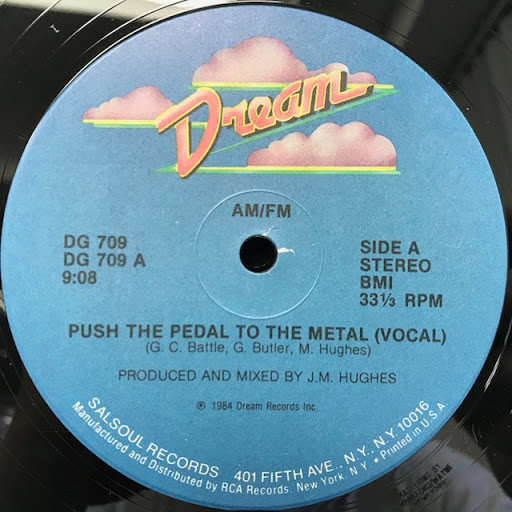 Dream
AM/FM
DG 709
DG 709 A
9:08
SIDE A
STEREO
BMI
33⅓ RPM
PUSH THE PEDAL TO THE METAL (VOCAL)
(G. C. Battle, G. Butler, M. Hughes)
PRODUCED AND MIXED BY J.M. HUGHES
℗ 1984 Dream Records Inc.
SALSOUL RECORDS 401 FIFTH AVE., N.Y., N.Y. 10016
Manufactured and Distributed by RCA Records. New York. N.Y. • Printed in U.S.A